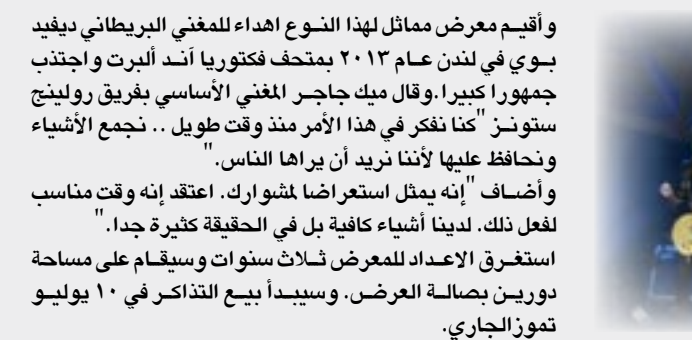 وأقيم معرض مماثل لهذا النوع اهداء للمغني البريطاني ديفيد
بوي في لندن عام ٢٠١٣ بمتحف فكتوريا آند ألبرت واجتذب
جمهورا كبيرا.وقال ميك جاجر المغني الأساسي بفريق رولينج
ستونز "كنا نفكر في هذا الأمر منذ وقت طويل .. نجمع الأشياء
ونحافظ عليها لأننا نريد أن يراها الناس."
وأضاف "إنه يمثل استعراضا لمشوارك. اعتقد إنه وقت مناسب
لفعل ذلك. لدينا أشياء كافية بل في الحقيقة كثيرة جدا."
استغرق الاعداد للمعرض ثلاث سنوات وسيقام على مساحة
دورين بصالة العرض. وسيبدأ بيع التذاكر في ١٠ يوليو
تموزالجاري.